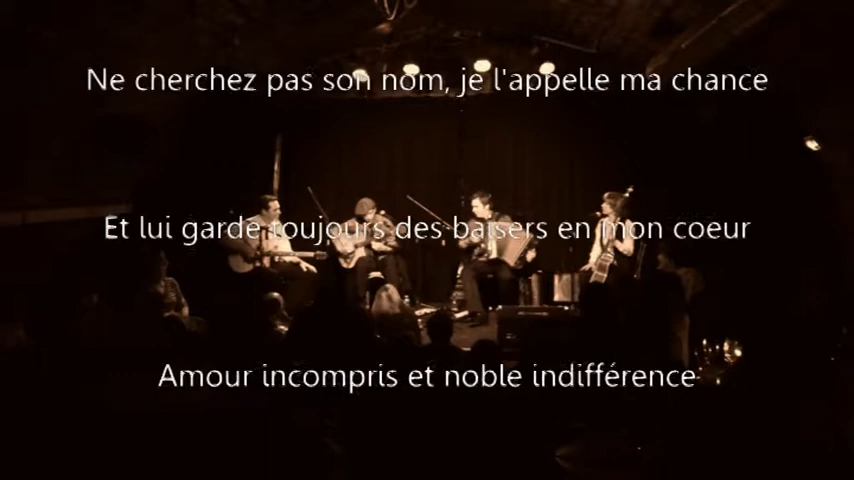 Ne cherchez pas son nom, je l'appelle ma chance
Et lui garde toujours des baisers en mon coeur
Amour incompris et noble indifférence